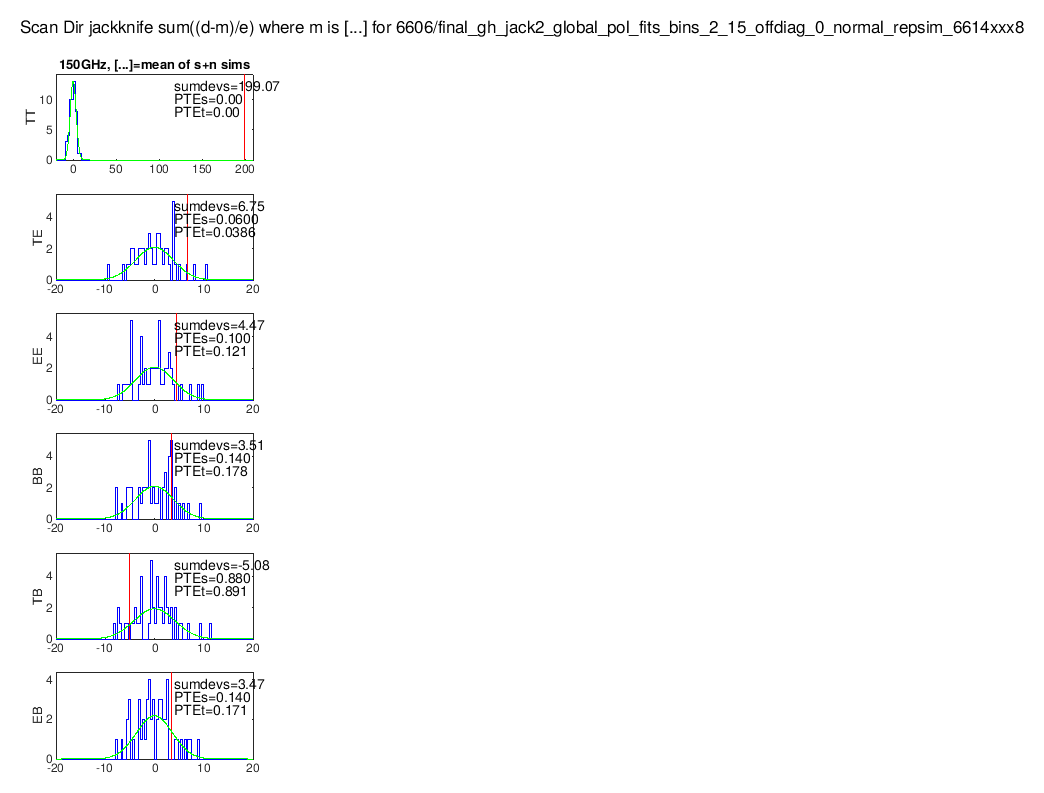 Scan Dir jackknife sum((d-m)/e) where m is [...] for 6606/final_gh_jack2_global_pol_fits_bins_2_15_offdiag_0_normal_repsim_6614xxx8
150GHz, [...]=mean of s+n sims
sumdevs=199.07
PTEs=0.00
PTEt=0.00
TT
10
5
0
0 50 100 150 200
sumdevs=6.75
PTEs=0.0600
PTEt=0.0386
TE
4
2
0
-20 -10 0 10 20
sumdevs=4.47
PTEs=0.100
PTEt=0.121
EE
4
2
0
-20 -10 0 10 20
sumdevs=3.51
PTEs=0.140
PTEt=0.178
BB
4
2
0
-20 -10 0 10 20
sumdevs=-5.08
PTEs=0.880
PTEt=0.891
TB
4
2
0
-20 -10 0 10 20
sumdevs=3.47
PTEs=0.140
PTEt=0.171
EB
4
2
0
-20 -10 0 10 20